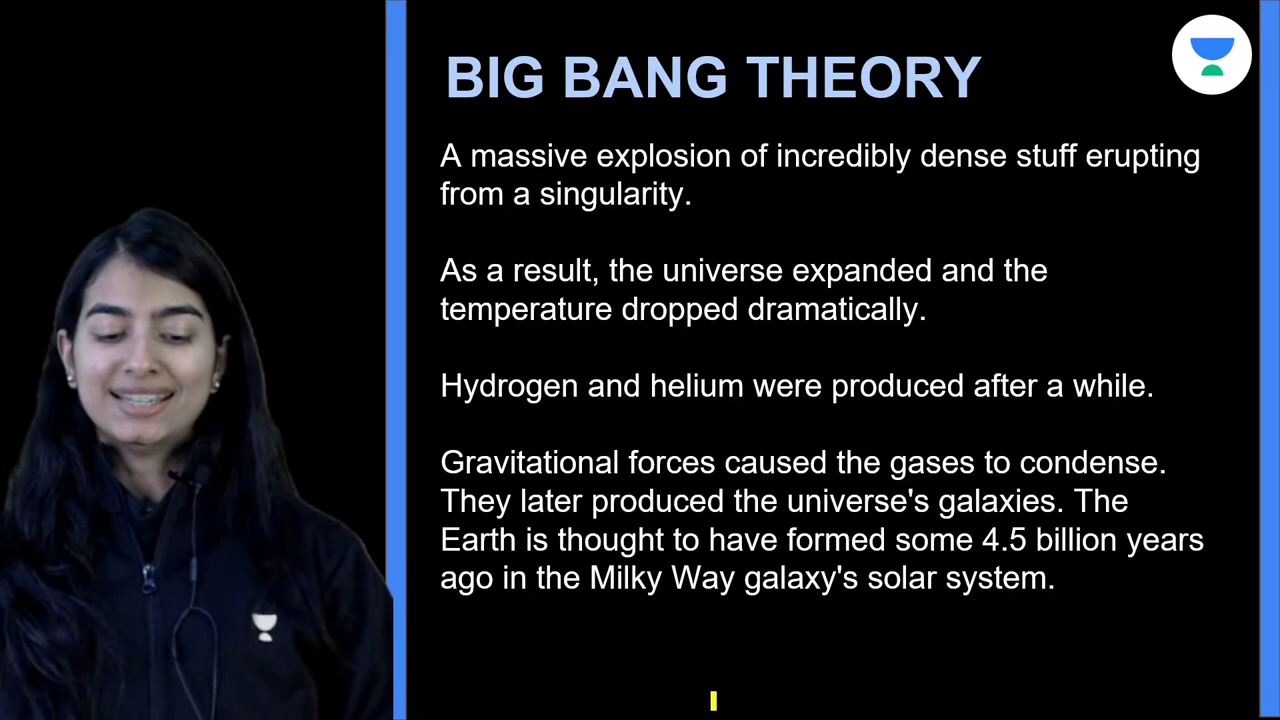 BIG BANG THEORY
A massive explosion of incredibly dense stuff erupting
from a singularity.
As a result, the universe expanded and the
temperature dropped dramatically.
Hydrogen and helium were produced after a while.
Gravitational forces caused the gases to condense.
They later produced the universe's galaxies. The
Earth is thought to have formed some 4.5 billion years
ago in the Milky Way galaxy's solar system.